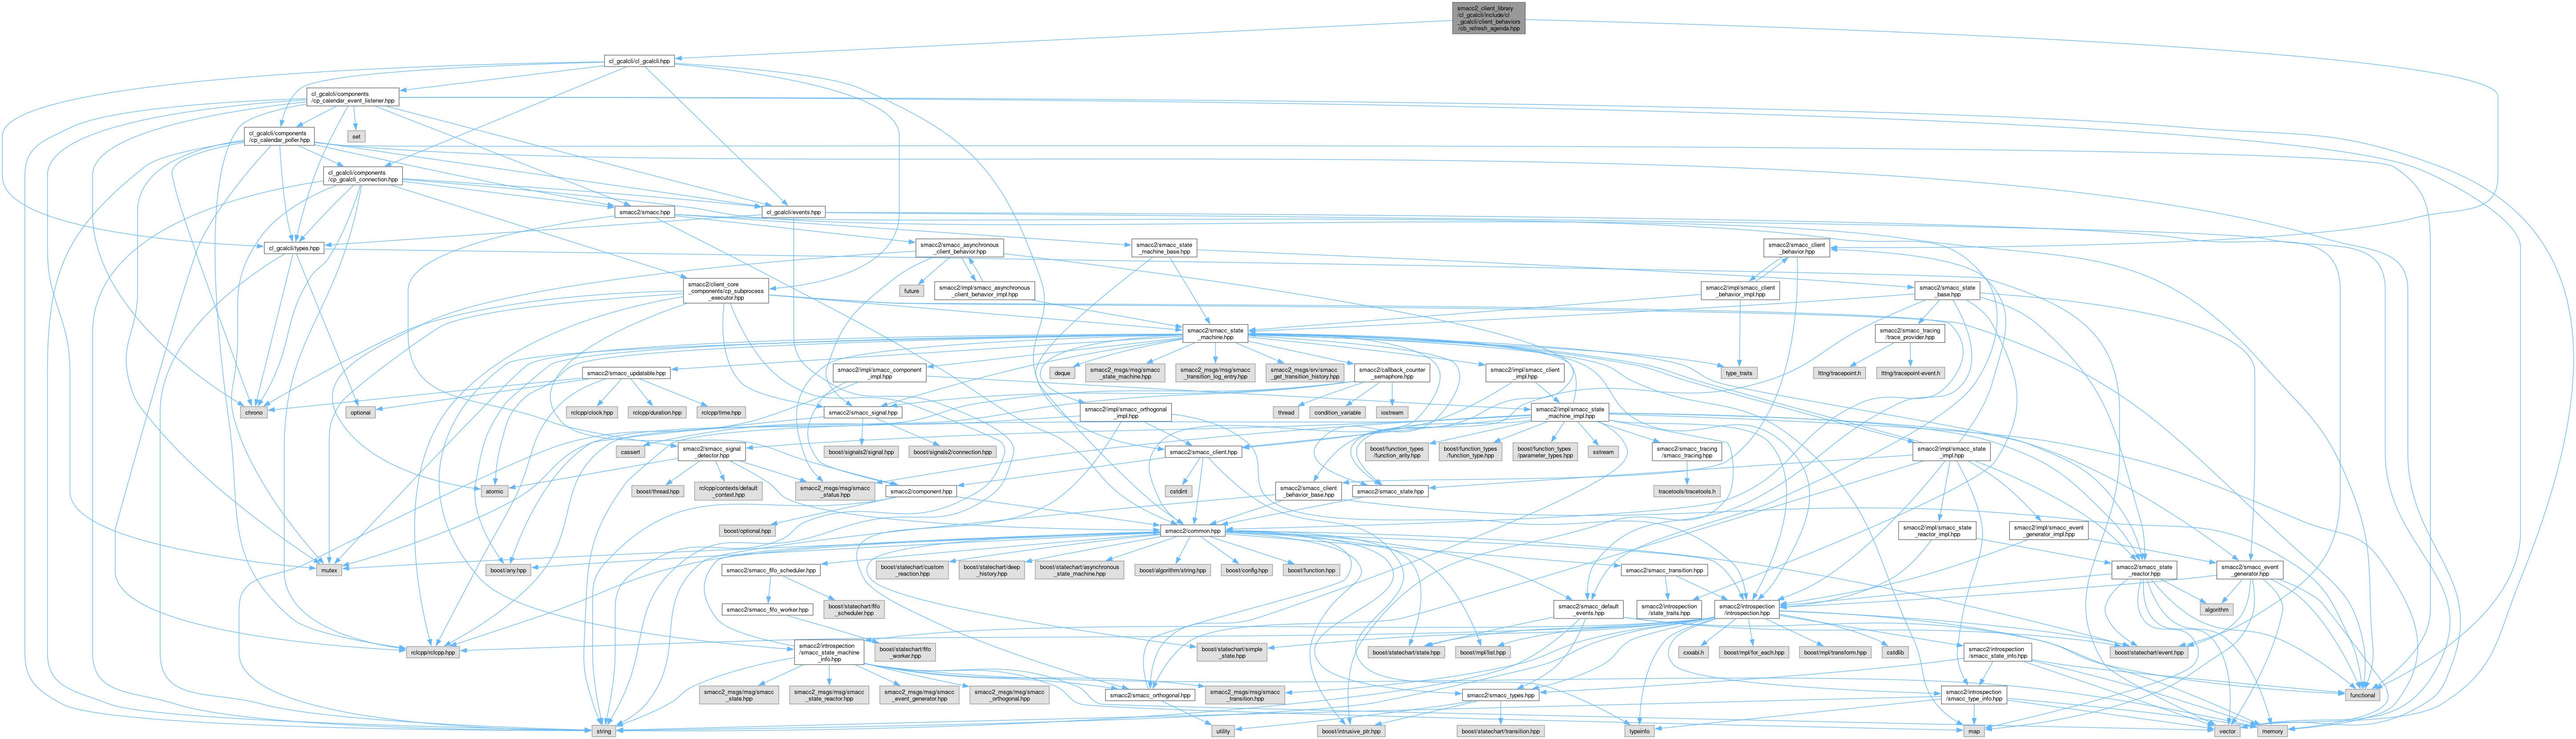 smacc2_client_library
/cl_gcalcli/include/cl
_gcalcli/client_behaviors
/cb_refresh_agenda.hpp
cl_gcalcli/cl_gcalcli.hpp
cl_gcalcli/components
/cp_calendar_event_listener.hpp
set
cl_gcalcli/components
/cp_calendar_poller.hpp
cl_gcalcli/components
/cp_gcalcli_connection.hpp
smacc2/smacc.hpp
cl_gcalcli/events.hpp
cl_gcalcli/types.hpp
smacc2/smacc_asynchronous
_client_behavior.hpp
smacc2/smacc_state
_machine_base.hpp
smacc2/smacc_client
_behavior.hpp
smacc2/client_core
_components/cp_subprocess
_executor.hpp
future
smacc2/impl/smacc_asynchronous
_client_behavior_impl.hpp
smacc2/impl/smacc_client
_behavior_impl.hpp
smacc2/smacc_state
_base.hpp
smacc2/smacc_state
_machine.hpp
smacc2/smacc_tracing
/trace_provider.hpp
smacc2/smacc_updatable.hpp
smacc2/impl/smacc_component
_impl.hpp
deque
smacc2_msgs/msg/smacc
_state_machine.hpp
smacc2_msgs/msg/smacc
_transition_log_entry.hpp
smacc2_msgs/srv/smacc
_get_transition_history.hpp
smacc2/callback_counter
_semaphore.hpp
smacc2/impl/smacc_client
_impl.hpp
type_traits
lttng/tracepoint.h
lttng/tracepoint-event.h
chrono
optional
rclcpp/clock.hpp
rclcpp/duration.hpp
rclcpp/time.hpp
smacc2/smacc_signal.hpp
smacc2/impl/smacc_orthogonal
_impl.hpp
thread
condition_variable
iostream
smacc2/impl/smacc_state
_machine_impl.hpp
cassert
smacc2/smacc_signal
_detector.hpp
boost/signals2/signal.hpp
boost/signals2/connection.hpp
smacc2/smacc_client.hpp
boost/function_types
/function_arity.hpp
boost/function_types
/function_type.hpp
boost/function_types
/parameter_types.hpp
sstream
smacc2/smacc_tracing
/smacc_tracing.hpp
smacc2/impl/smacc_state
_impl.hpp
atomic
boost/thread.hpp
rclcpp/contexts/default
_context.hpp
smacc2_msgs/msg/smacc
_status.hpp
smacc2/component.hpp
cstdint
smacc2/smacc_client
_behavior_base.hpp
smacc2/smacc_state.hpp
tracetools/tracetools.h
boost/optional.hpp
smacc2/common.hpp
smacc2/impl/smacc_state
_reactor_impl.hpp
smacc2/impl/smacc_event
_generator_impl.hpp
mutex
boost/any.hpp
smacc2/smacc_fifo_scheduler.hpp
boost/statechart/custom
_reaction.hpp
boost/statechart/deep
_history.hpp
boost/statechart/asynchronous
_state_machine.hpp
boost/algorithm/string.hpp
boost/config.hpp
boost/function.hpp
smacc2/smacc_transition.hpp
smacc2/smacc_state
_reactor.hpp
smacc2/smacc_event
_generator.hpp
smacc2/smacc_fifo_worker.hpp
boost/statechart/fifo
_scheduler.hpp
smacc2/smacc_default
_events.hpp
smacc2/introspection
/state_traits.hpp
smacc2/introspection
/introspection.hpp
algorithm
rclcpp/rclcpp.hpp
smacc2/introspection
/smacc_state_machine
_info.hpp
boost/statechart/fifo
_worker.hpp
boost/statechart/simple
_state.hpp
boost/statechart/state.hpp
boost/mpl/list.hpp
cxxabi.h
boost/mpl/for_each.hpp
boost/mpl/transform.hpp
cstdlib
smacc2/introspection
/smacc_state_info.hpp
boost/statechart/event.hpp
smacc2_msgs/msg/smacc
_state.hpp
smacc2_msgs/msg/smacc
_state_reactor.hpp
smacc2_msgs/msg/smacc
_event_generator.hpp
smacc2_msgs/msg/smacc
_orthogonal.hpp
smacc2/smacc_orthogonal.hpp
smacc2_msgs/msg/smacc
_transition.hpp
smacc2/smacc_types.hpp
smacc2/introspection
/smacc_type_info.hpp
functional
string
utility
boost/intrusive_ptr.hpp
boost/statechart/transition.hpp
typeinfo
map
vector
memory